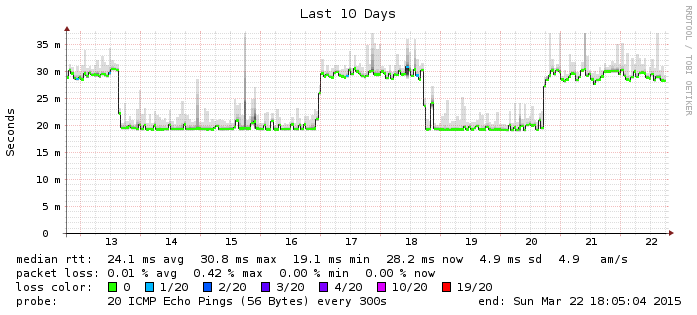 Last 10 Days
RRDTOOL / TOBI OETIKER
Seconds
35 m
30 m
25 m
20 m
15 m
10 m
5 m
0
13 14 15 16 17 18 19 20 21 22
median rtt: 24.1 ms avg 30.8 ms max 19.1 ms min 28.2 ms now 4.9 ms sd 4.9 am/s
packet loss: 0.01 % avg 0.42 % max 0.00 % min 0.00 % now
loss color: 0 1/20 2/20 3/20 4/20 10/20 19/20
probe: 20 ICMP Echo Pings (56 Bytes) every 300s end: Sun Mar 22 18:05:04 2015